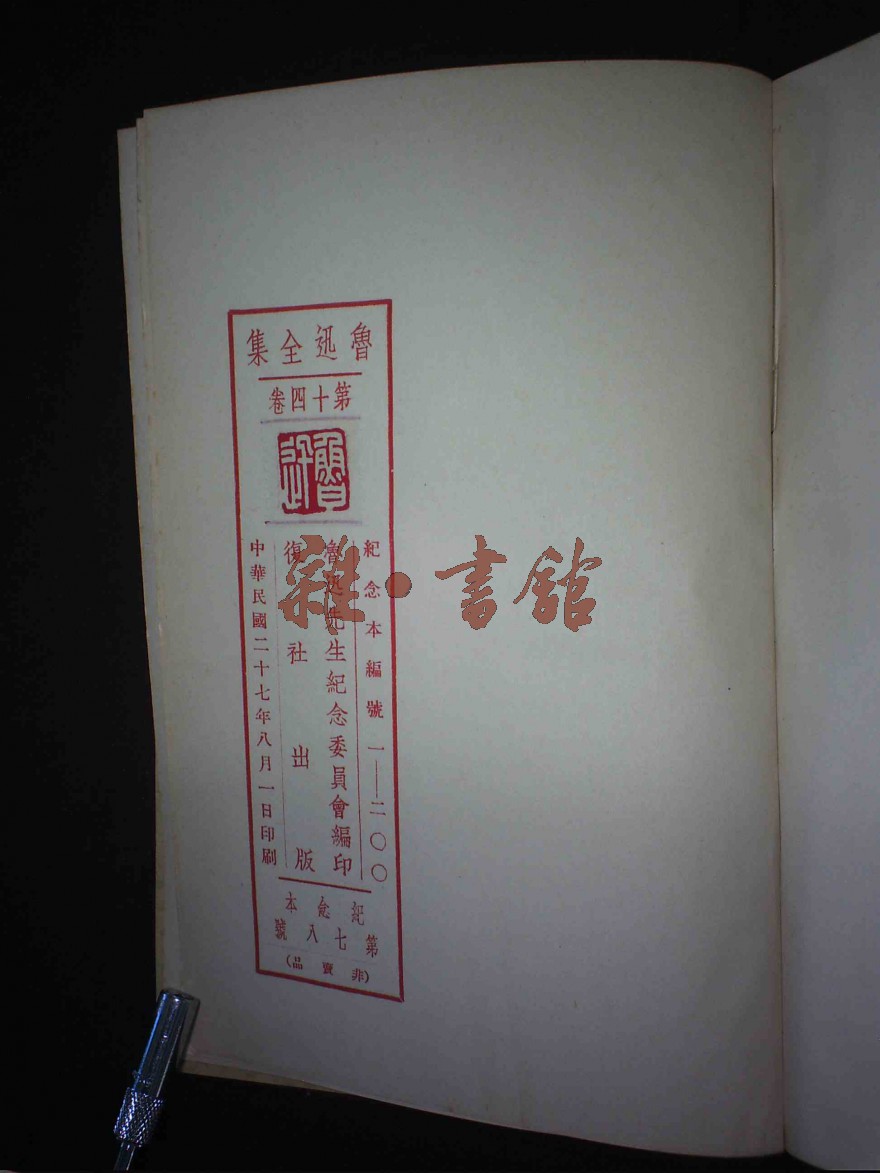 魯迅全集
第十四卷
魯迅
紀念本編號 一——二〇〇
魯迅先生紀念委員會編印
復社出版
中華民國二十七年八月一日印刷
紀念本
第七八號
(非賣品)
雜·書館